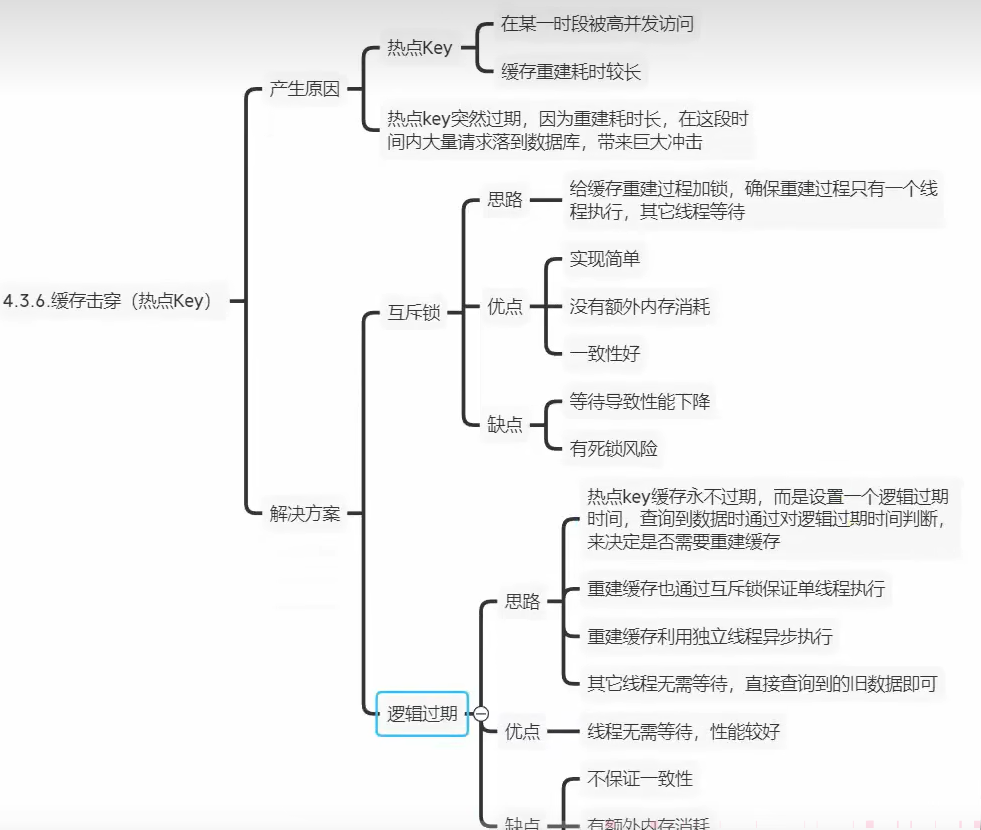 4.3.6.缓存击穿（热点Key）
产生原因
热点Key
在某一时段被高并发访问
缓存重建耗时较长
热点key突然过期，因为重建耗时长，在这段时
间内大量请求落到数据库，带来巨大冲击
解决方案
互斥锁
思路
给缓存重建过程加锁，确保重建过程只有一个线
程执行，其它线程等待
优点
实现简单
没有额外内存消耗
一致性好
缺点
等待导致性能下降
有死锁风险
逻辑过期
思路
热点key缓存永不过期，而是设置一个逻辑过期
时间，查询到数据时通过对逻辑过期时间判断，
来决定是否需要重建缓存
重建缓存也通过互斥锁保证单线程执行
重建缓存利用独立线程异步执行
其它线程无需等待，直接查询到的旧数据即可
优点
线程无需等待，性能较好
缺点
不保证一致性
有额外内存消耗